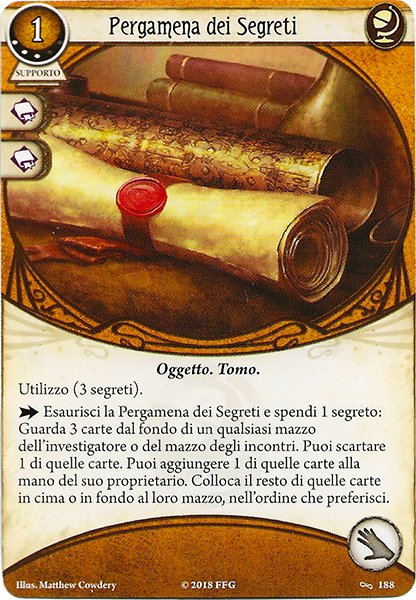 1
Pergamena dei Segreti
SUPPORTO
Oggetto. Tomo.
Utilizzo (3 segreti).
Esaurisci la Pergamena dei Segreti e spendi 1 segreto:
Guarda 3 carte dal fondo di un qualsiasi mazzo
dell'investigatore o del mazzo degli incontri. Puoi scartare
1 di quelle carte. Puoi aggiungere 1 di quelle carte alla
mano del suo proprietario. Colloca il resto di quelle carte
in cima o in fondo al loro mazzo, nell'ordine che preferisci.
Illus. Matthew Cowdery
© 2018 FFG
188